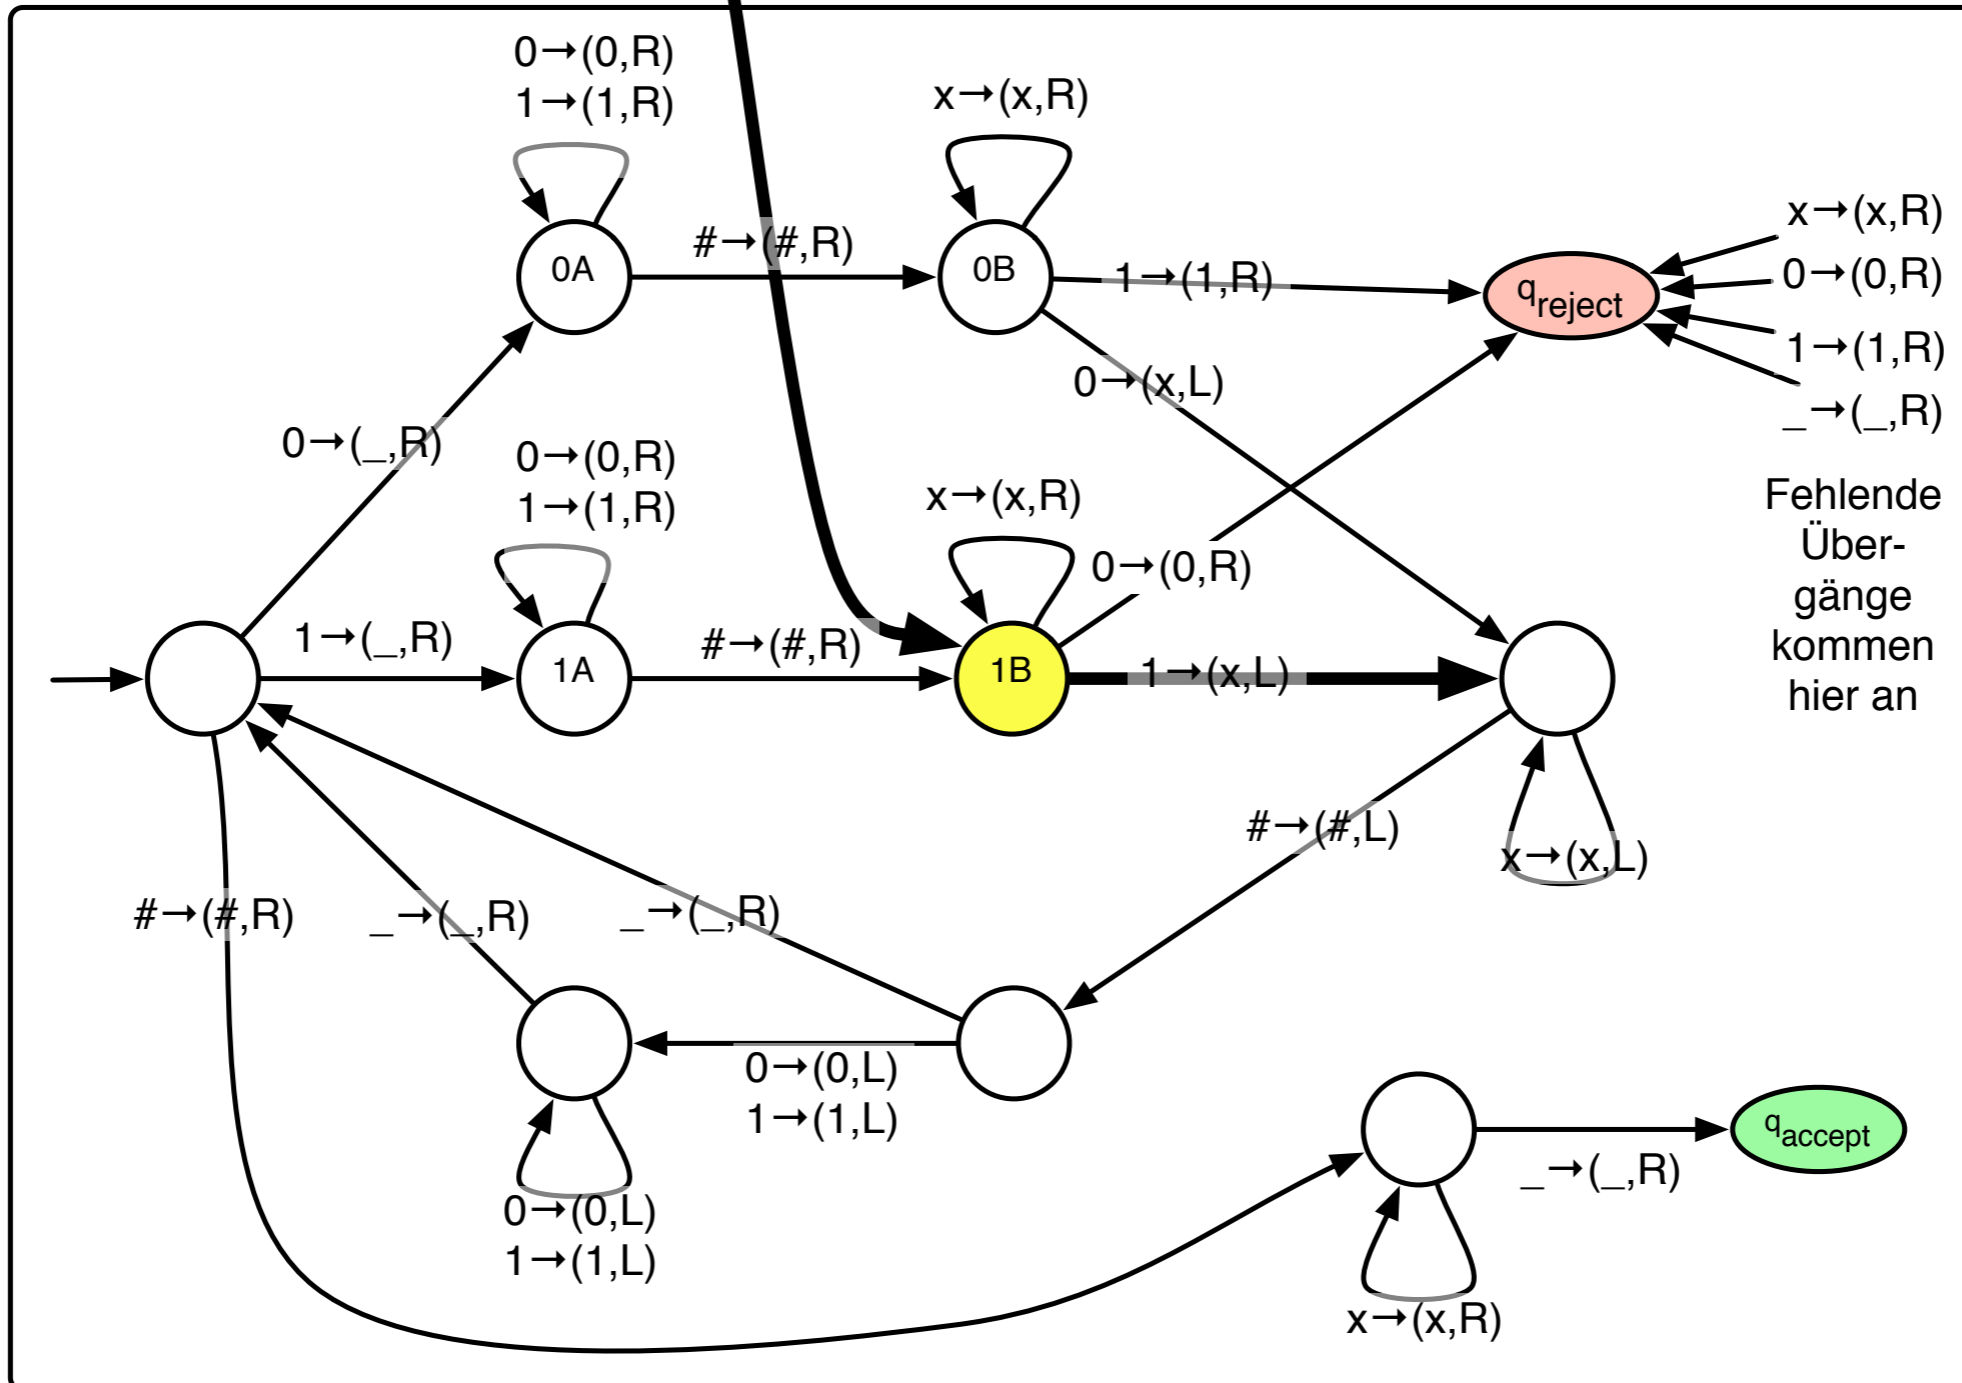 0→(0,R)
1→(1,R)
x→(x,R)
0A
#→(#,R)
0B
1→(1,R)
qreject
x→(x,R)
0→(0,R)
1→(1,R)
_→(_,R)
0→(x,L)
0→(_,R)
0→(0,R)
1→(1,R)
x→(x,R)
0→(0,R)
Fehlende
Über-
gänge
kommen
hier an
1→(_,R)
1A
#→(#,R)
1B
1→(x,L)
#→(#,L)
x→(x,L)
#→(#,R)
_→(_,R)
_→(_,R)
0→(0,L)
1→(1,L)
0→(0,L)
1→(1,L)
qaccept
_→(_,R)
x→(x,R)